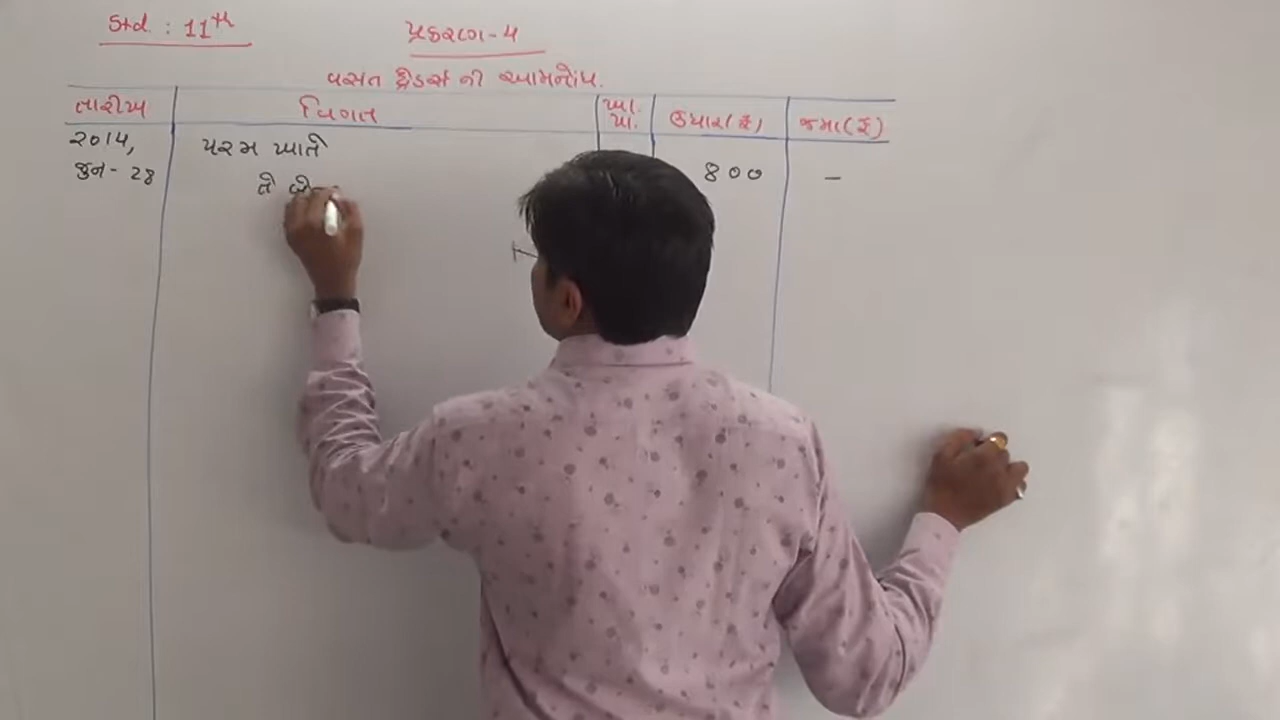 Std. : 11th
પ્રકરણ-4
વસંત ટ્રેડર્સ ની આમનોંધ.
તારીખ વિગત ખા. પા. ઉધાર(₹) જમા(₹)
2014,
પરમ ખાતે
જુન - 28 તે 800 –